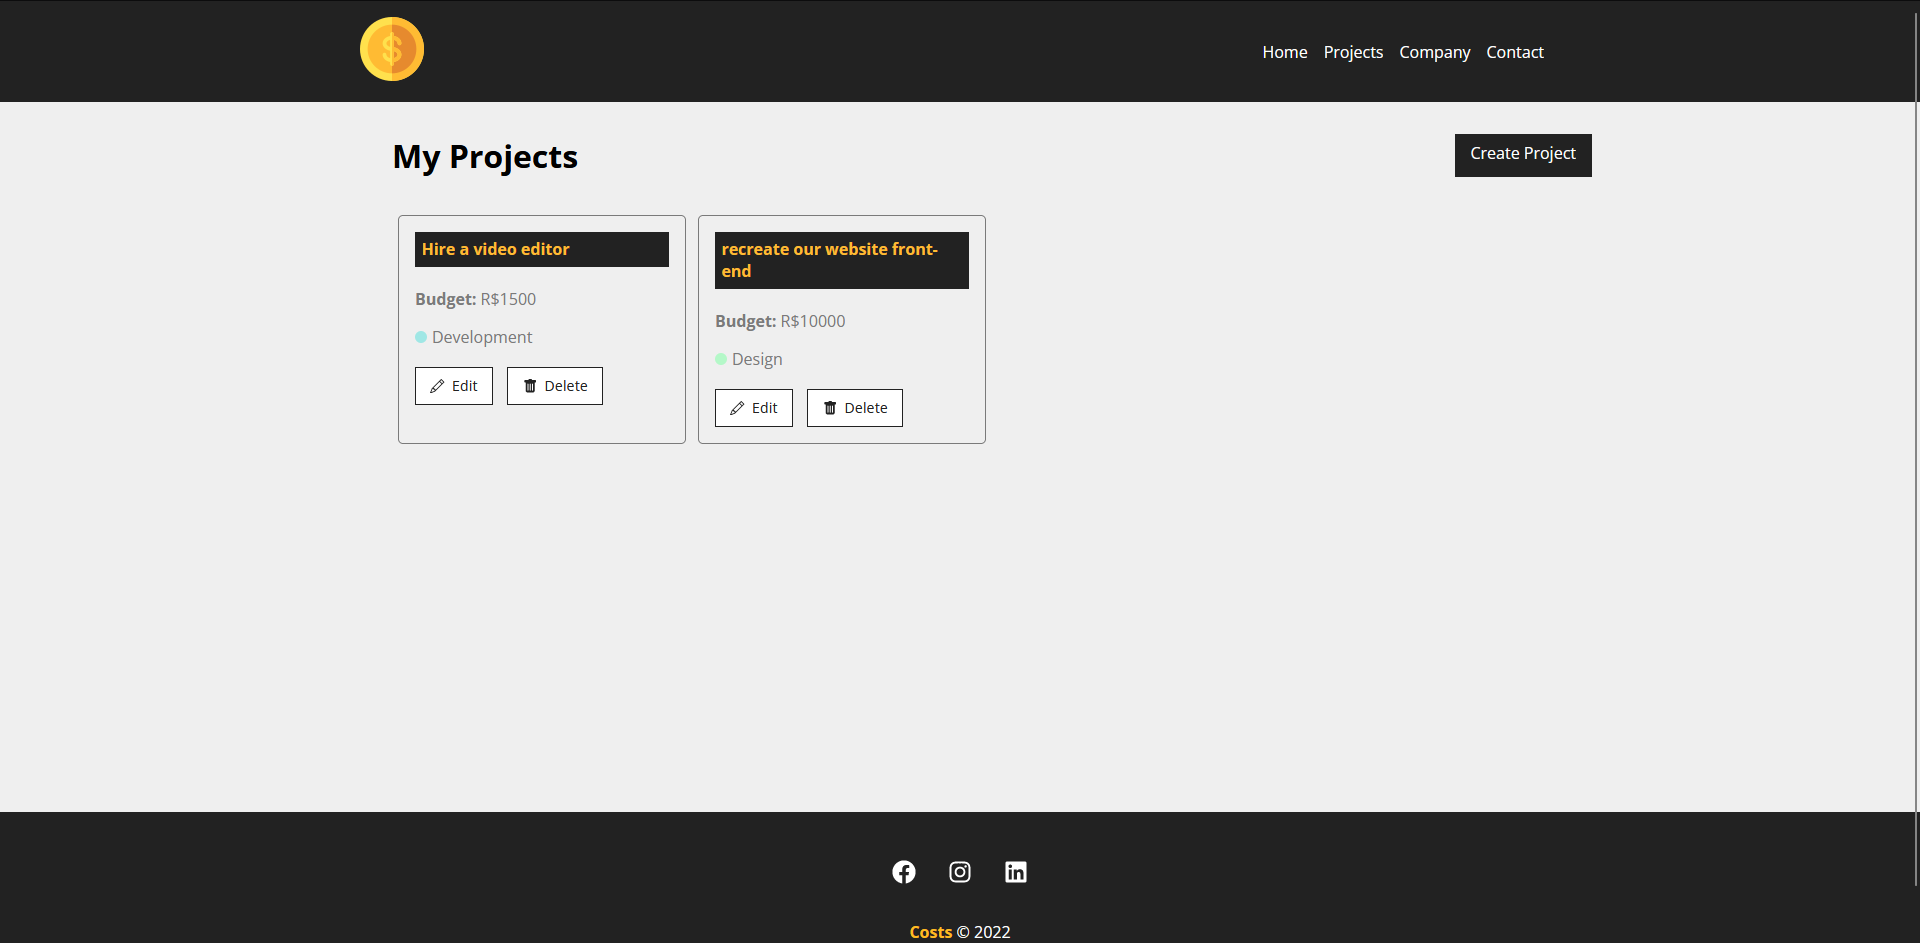 $
Home Projects Company Contact
My Projects
Create Project
Hire a video editor
Budget: R$1500
Development
Edit Delete
recreate our website front-
end
Budget: R$10000
Design
Edit Delete
Costs © 2022